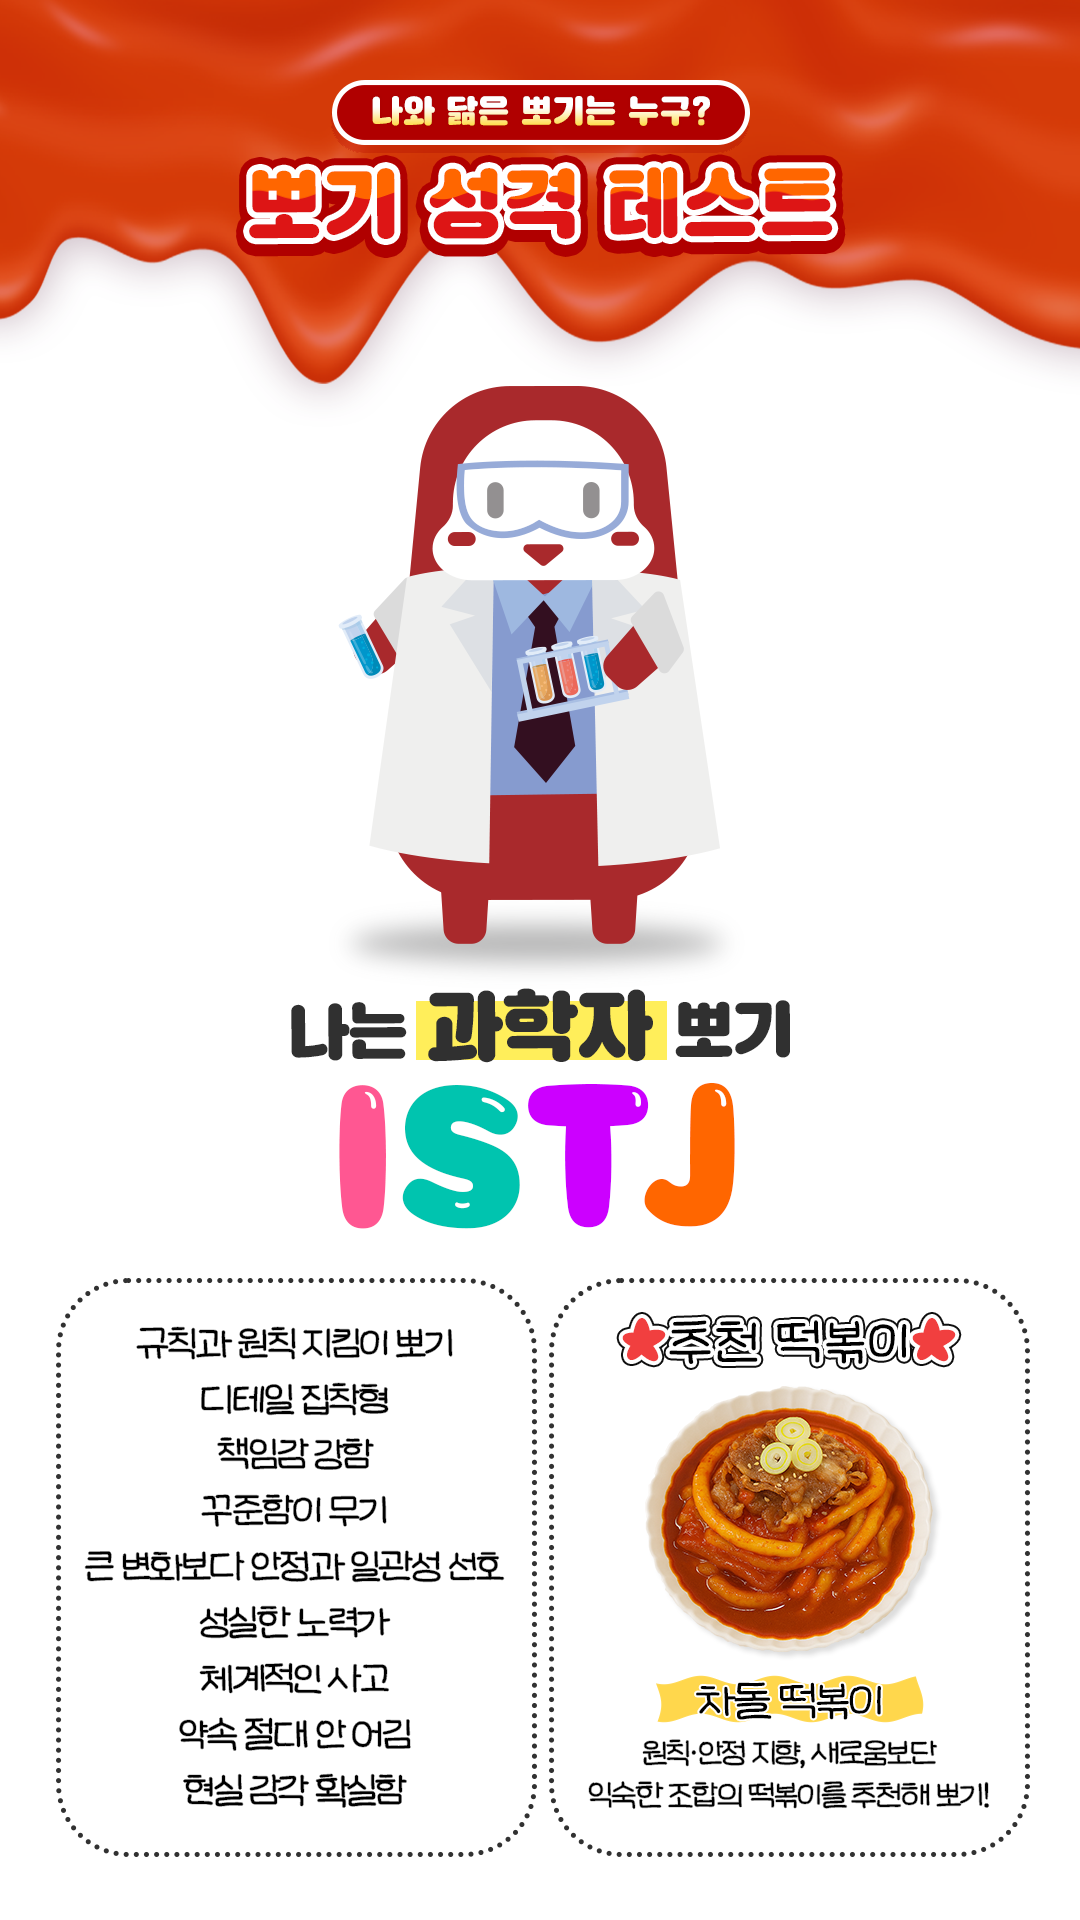 나와 닮은 뽀기는 누구?
뽀기 성격 테스트
나는 과학자 뽀기
ISTJ
규칙과 원칙 지킴이 뽀기
디테일 집착형
책임감 강함
꾸준함이 무기
큰 변화보다 안정과 일관성 선호
성실한 노력가
체계적인 사고
약속 절대 안 어김
현실 감각 확실함
추천 떡볶이
차돌 떡볶이
원칙·안정 지향, 새로움보단
익숙한 조합의 떡볶이를 추천해 뽀기!